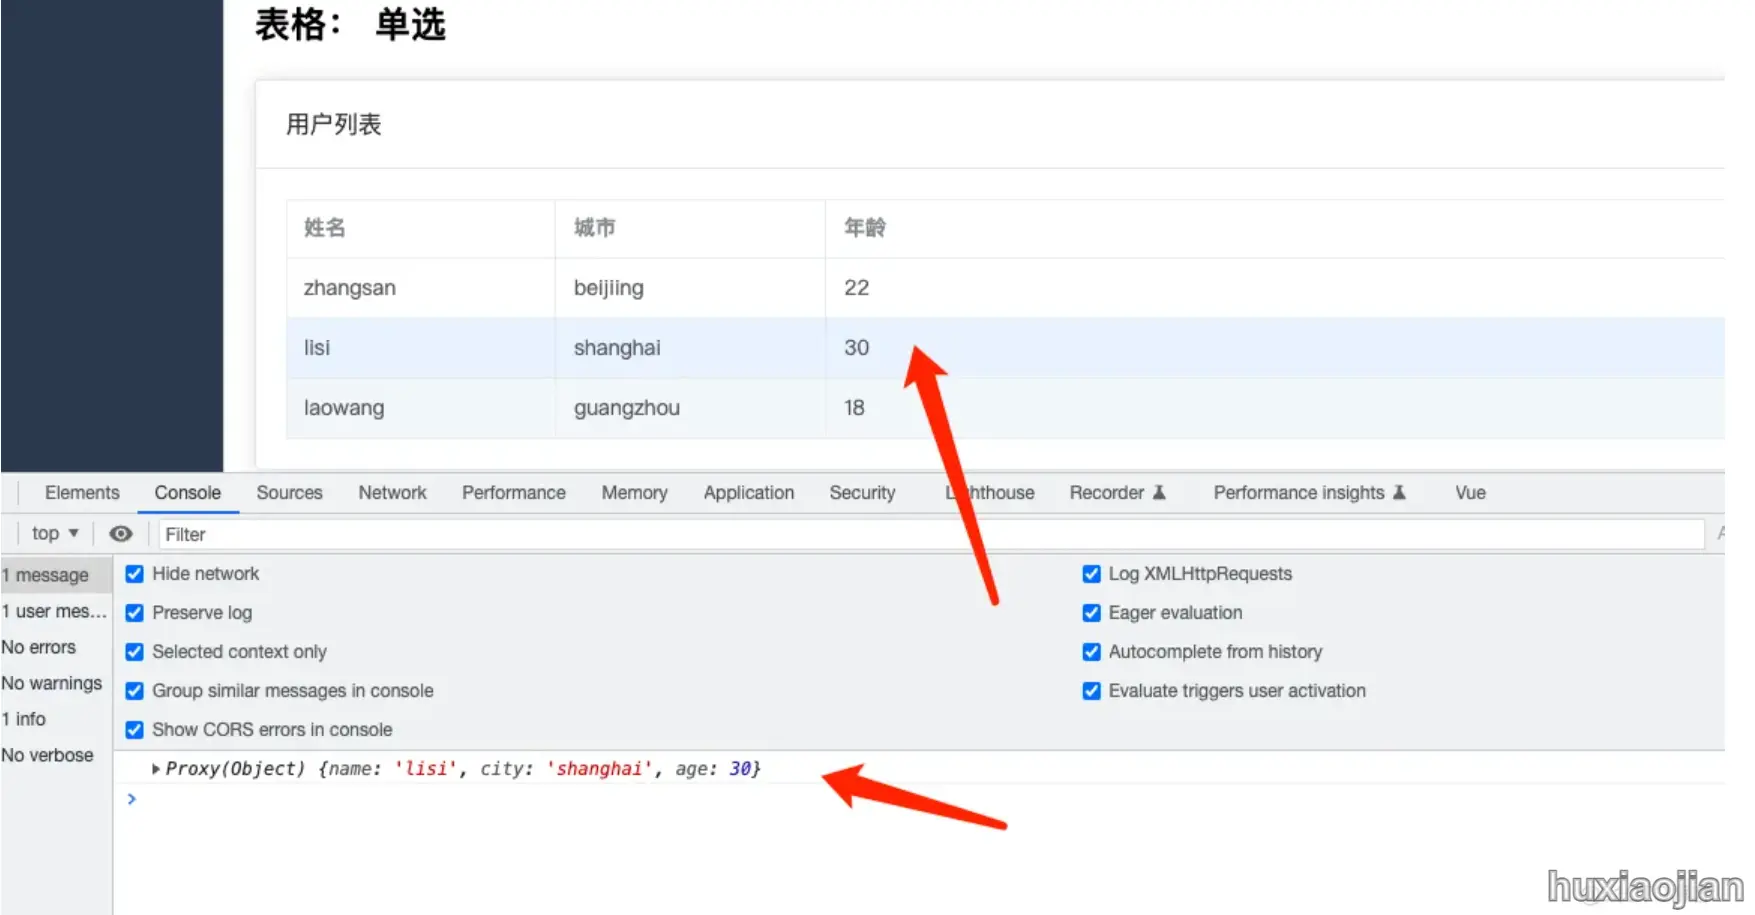 表格： 单选
用户列表
姓名 城市 年龄
zhangsan beijiing 22
lisi shanghai 30
laowang guangzhou 18
Elements Console Sources Network Performance Memory Application Security Lighthouse Recorder Performance insights Vue
top Filter
1 message
1 user mes...
No errors
No warnings
1 info
No verbose
Hide network Log XMLHttpRequests
Preserve log Eager evaluation
Selected context only Autocomplete from history
Group similar messages in console Evaluate triggers user activation
Show CORS errors in console
Proxy(Object) {name: 'lisi', city: 'shanghai', age: 30}
huxiaojian